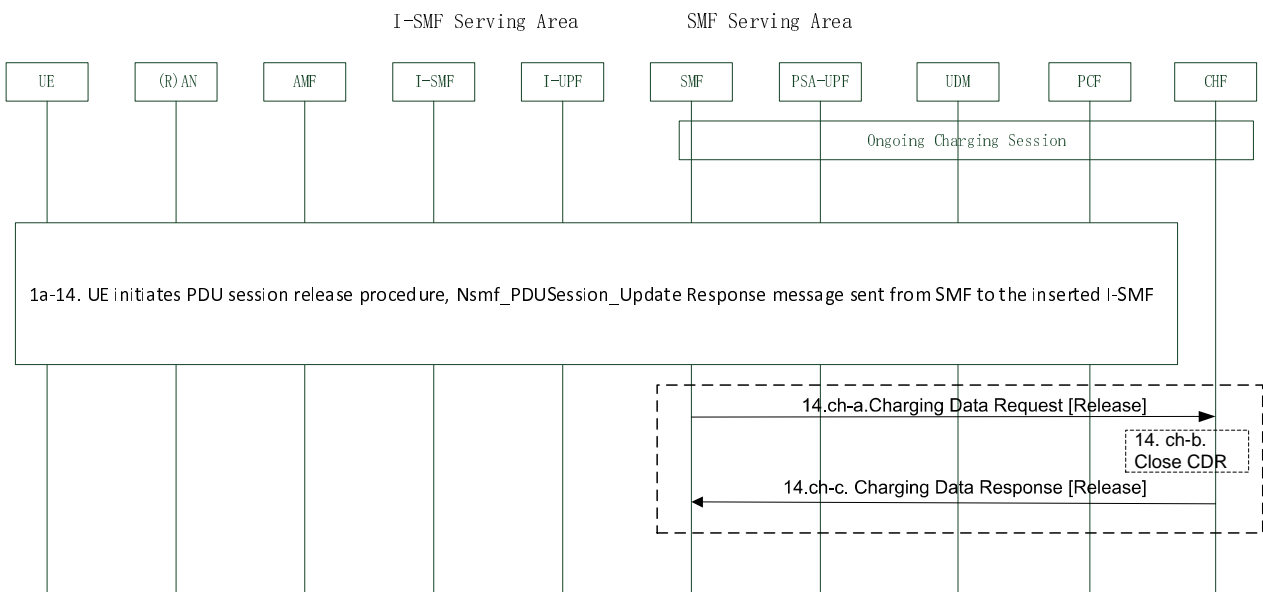 I-SMF Serving Area
SMF Serving Area
UE
(R)AN
AMF
I-SMF
I-UPF
SMF
PSA-UPF
UDM
PCF
CHF
Ongoing Charging Session
1a-14. UE initiates PDU session release procedure, Nsmf_PDUSession_Update Response message sent from SMF to the inserted I-SMF
14.ch-a.Charging Data Request [Release]
14. ch-b.
Close CDR
14.ch-c. Charging Data Response [Release]